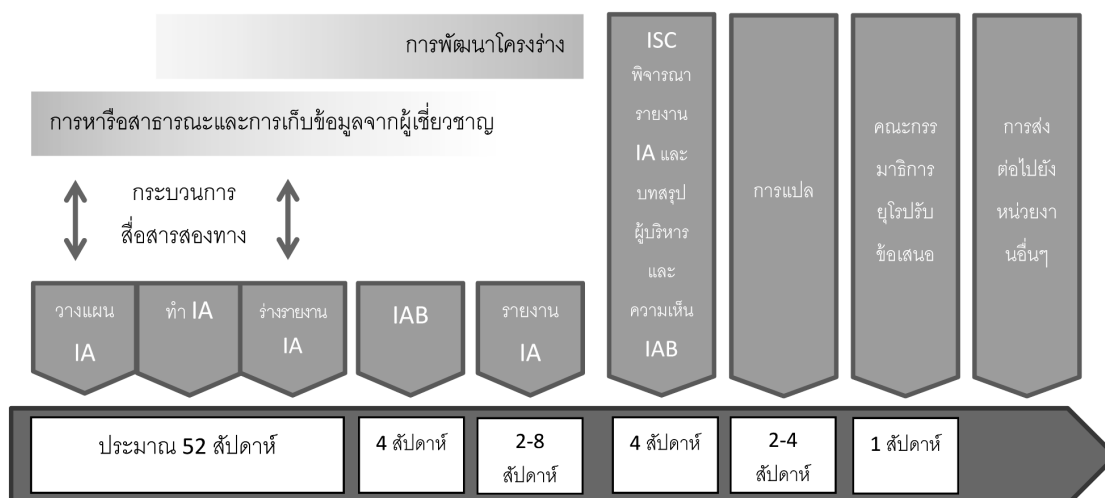 การพัฒนาโครงร่าง
การหารือสาธารณะและการเก็บข้อมูลจากผู้เชี่ยวชาญ
กระบวนการ
สื่อสารสองทาง
วางแผน
IA
ทำ IA
ร่างรายงาน
IA
IAB
รายงาน
IA
ISC
พิจารณา
รายงาน
IA และ
บทสรุป
ผู้บริหาร
และ
ความเห็น
IAB
การแปล
คณะกรร
มาธิการ
ยุโรปรับ
ข้อเสนอ
การส่ง
ต่อไปยัง
หน่วยงา
นอื่นๆ
ประมาณ 52 สัปดาห์
4 สัปดาห์
2-8
สัปดาห์
4 สัปดาห์
2-4
สัปดาห์
1 สัปดาห์